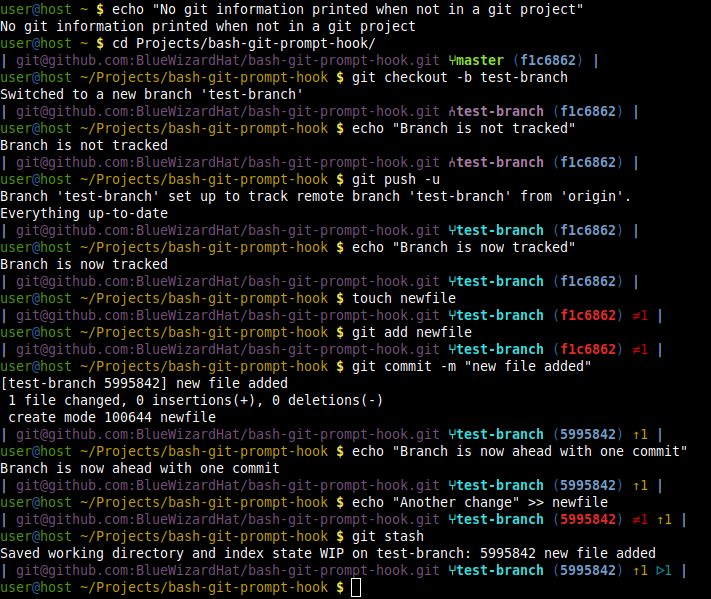 user@host ~ $ echo "No git information printed when not in a git project"
No git information printed when not in a git project
user@host ~ $ cd Projects/bash-git-prompt-hook/
| git@github.com:BlueWizardHat/bash-git-prompt-hook.git ⑂master (f1c6862) |
user@host ~/Projects/bash-git-prompt-hook $ git checkout -b test-branch
Switched to a new branch 'test-branch'
| git@github.com:BlueWizardHat/bash-git-prompt-hook.git ⑃test-branch (f1c6862) |
user@host ~/Projects/bash-git-prompt-hook $ echo "Branch is not tracked"
Branch is not tracked
| git@github.com:BlueWizardHat/bash-git-prompt-hook.git ⑃test-branch (f1c6862) |
user@host ~/Projects/bash-git-prompt-hook $ git push -u
Branch 'test-branch' set up to track remote branch 'test-branch' from 'origin'.
Everything up-to-date
| git@github.com:BlueWizardHat/bash-git-prompt-hook.git ⑂test-branch (f1c6862) |
user@host ~/Projects/bash-git-prompt-hook $ echo "Branch is now tracked"
Branch is now tracked
| git@github.com:BlueWizardHat/bash-git-prompt-hook.git ⑂test-branch (f1c6862) |
user@host ~/Projects/bash-git-prompt-hook $ touch newfile
| git@github.com:BlueWizardHat/bash-git-prompt-hook.git ⑂test-branch (f1c6862) ≠1 |
user@host ~/Projects/bash-git-prompt-hook $ git add newfile
| git@github.com:BlueWizardHat/bash-git-prompt-hook.git ⑂test-branch (f1c6862) ≠1 |
user@host ~/Projects/bash-git-prompt-hook $ git commit -m "new file added"
[test-branch 5995842] new file added
 1 file changed, 0 insertions(+), 0 deletions(-)
 create mode 100644 newfile
| git@github.com:BlueWizardHat/bash-git-prompt-hook.git ⑂test-branch (5995842) ↑1 |
user@host ~/Projects/bash-git-prompt-hook $ echo "Branch is now ahead with one commit"
Branch is now ahead with one commit
| git@github.com:BlueWizardHat/bash-git-prompt-hook.git ⑂test-branch (5995842) ↑1 |
user@host ~/Projects/bash-git-prompt-hook $ echo "Another change" >> newfile
| git@github.com:BlueWizardHat/bash-git-prompt-hook.git ⑂test-branch (5995842) ≠1 ↑1 |
user@host ~/Projects/bash-git-prompt-hook $ git stash
Saved working directory and index state WIP on test-branch: 5995842 new file added
| git@github.com:BlueWizardHat/bash-git-prompt-hook.git ⑂test-branch (5995842) ↑1 ▷1 |
user@host ~/Projects/bash-git-prompt-hook $